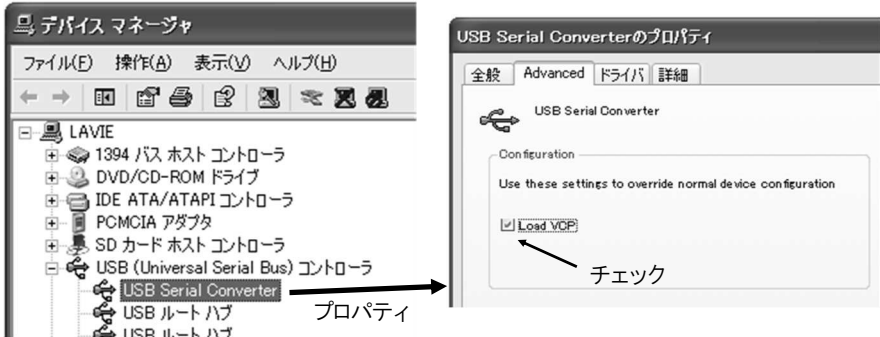 デバイス マネージャ
ファイル(F) 操作(A) 表示(V) ヘルプ(H)
LAVIE
1394 バス ホスト コントローラ
DVD/CD-ROM ドライブ
IDE ATA/ATAPI コントローラ
PCMCIA アダプタ
SD カード ホスト コントローラ
USB (Universal Serial Bus) コントローラ
USB Serial Converter
USB ルート ハブ
USB ルート ハブ
プロパティ
USB Serial Converterのプロパティ
全般 Advanced ドライバ 詳細
USB Serial Converter
Configuration
Use these settings to override normal device configuration
Load VCP
チェック